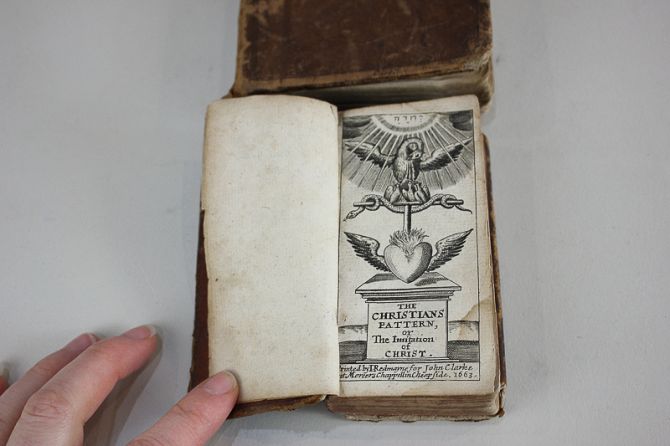 יהוה
THE
CHRISTIANS
PATTERN,
or
The Imitation
of
CHRIST.
Printed by I Redmayne for John Clarke
at Mercers Chappell in Cheapside. 1663.